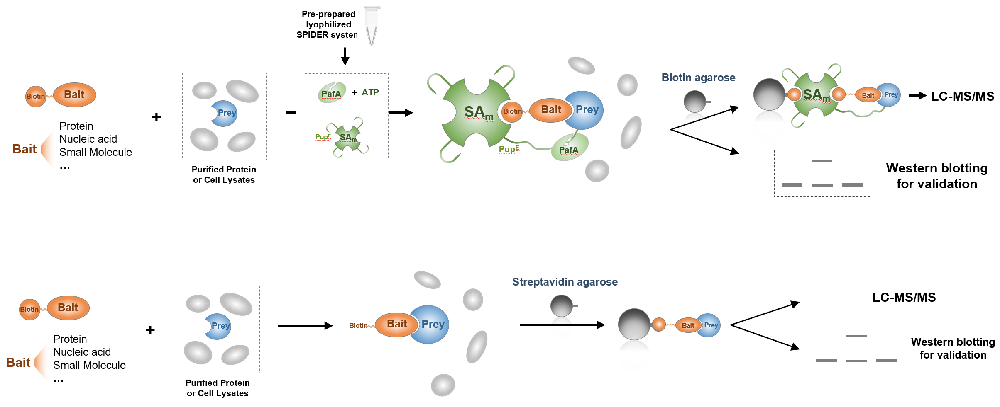 Pre-prepared
lyophilized
SPIDER system
Biotin
Bait
Bait
Protein
Nucleic acid
Small Molecule
...
+
Prey
Purified Protein
or Cell Lysates
−
PafA + ATP
Pupᴱ
SAm
SAm
Biotin
Bait
Prey
Pupᴱ
PafA
Biotin agarose
SAm
Bait
Prey
LC-MS/MS
Western blotting
for validation
Biotin
Bait
Bait
Protein
Nucleic acid
Small Molecule
...
+
Prey
Purified Protein
or Cell Lysates
Biotin
Bait
Prey
Streptavidin agarose
Bait
Prey
LC-MS/MS
Western blotting
for validation